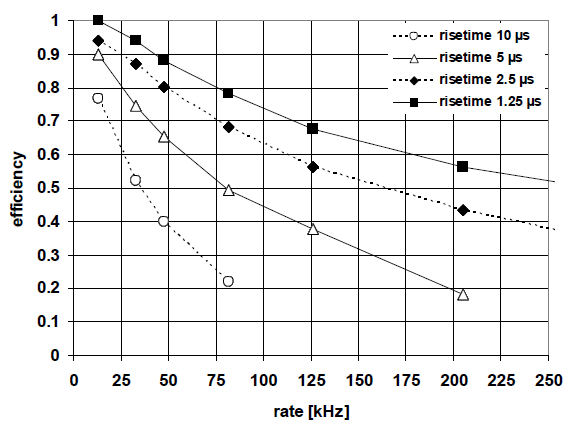 1
0.9
0.8
0.7
0.6
0.5
0.4
0.3
0.2
0.1
0
efficiency
risetime 10 µs
risetime 5 µs
risetime 2.5 µs
risetime 1.25 µs
0 25 50 75 100 125 150 175 200 225 250
rate [kHz]